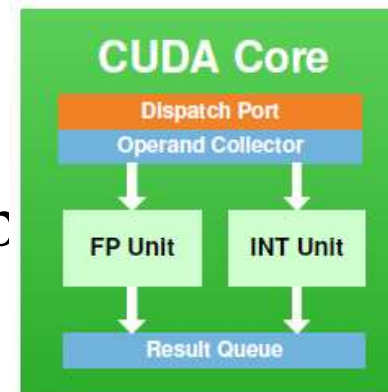 CUDA Core
Dispatch Port
Operand Collector
FP Unit INT Unit
Result Queue